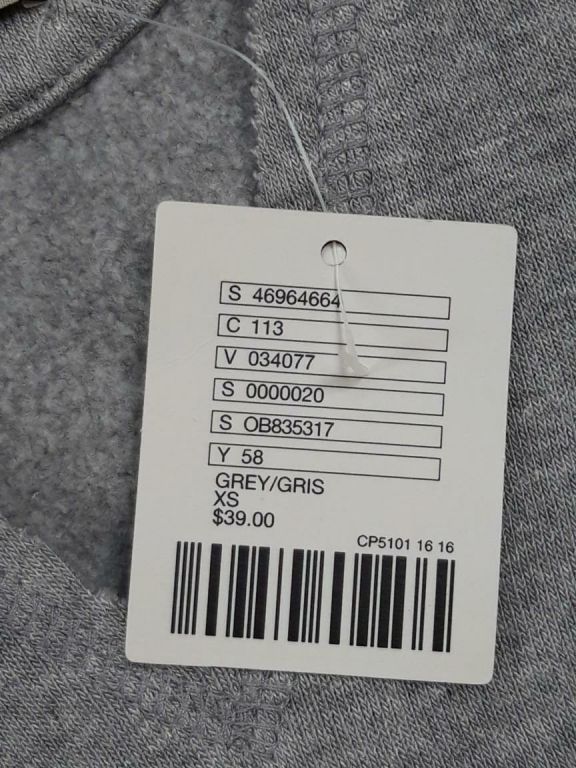 S 46964664
C 113
V 034077
S 0000020
S OB835317
Y 58
GREY/GRIS
XS
$39.00
CP5101 16 16